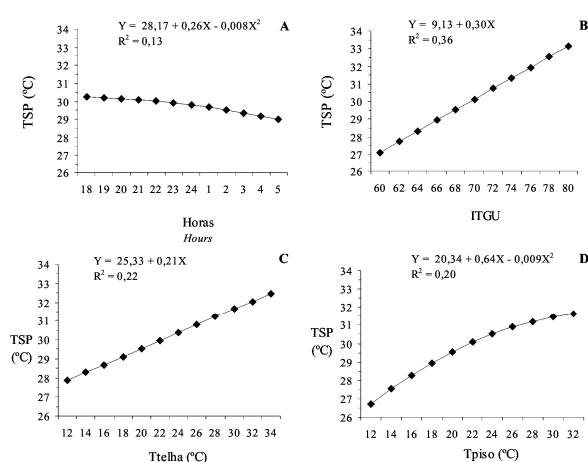 Y = 28,17 + 0,26X - 0,008X²
A
R² = 0,13
TSP (ºC)
34
33
32
31
30
29
28
27
26
18 19 20 21 22 23 24 1 2 3 4 5
Horas
Hours
Y = 9,13 + 0,30X
B
R² = 0,36
TSP (ºC)
34
33
32
31
30
29
28
27
26
60 62 64 66 68 70 72 74 76 78 80
ITGU
Y = 25,33 + 0,21X
C
R² = 0,22
TSP
(ºC)
34
33
32
31
30
29
28
27
26
12 14 16 18 20 22 24 26 28 30 32 34
Ttelha (ºC)
Y = 20,34 + 0,64X - 0,009X²
D
R² = 0,20
TSP
(ºC)
34
33
32
31
30
29
28
27
26
12 14 16 18 20 22 24 26 28 30 32
Tpiso (ºC)